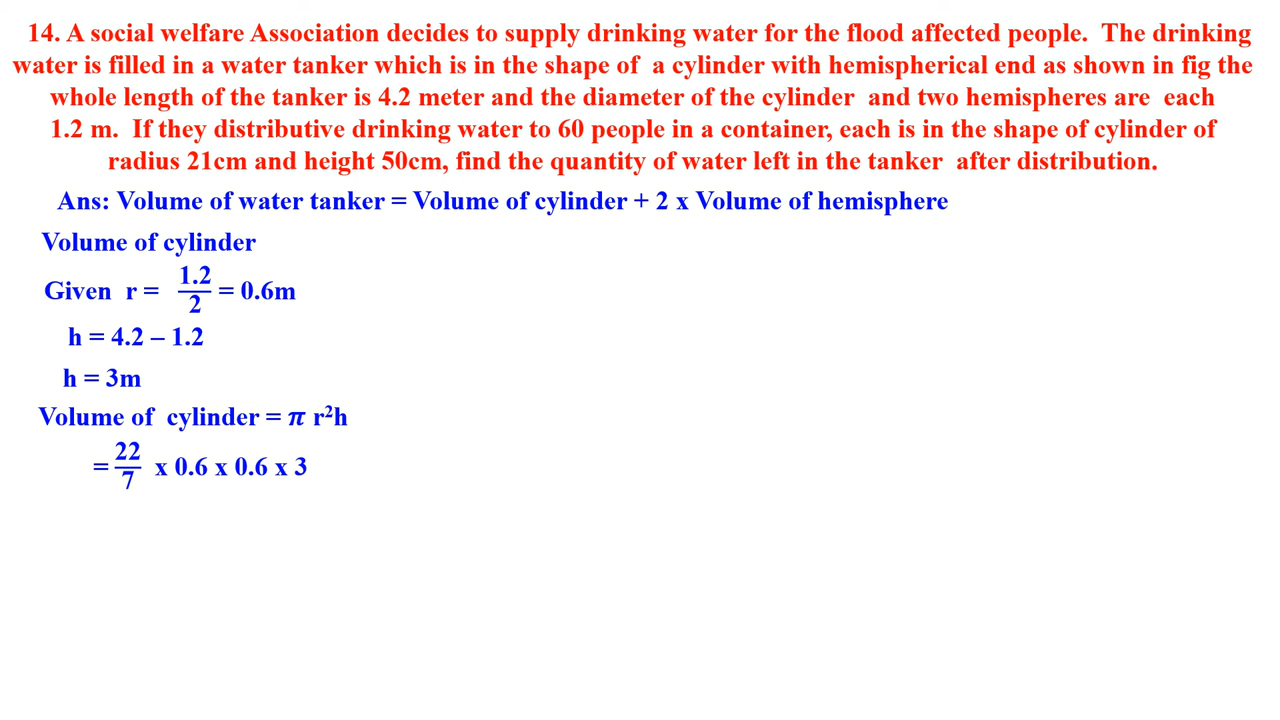 14. A social welfare Association decides to supply drinking water for the flood affected people. The drinking
water is filled in a water tanker which is in the shape of a cylinder with hemispherical end as shown in fig the
whole length of the tanker is 4.2 meter and the diameter of the cylinder and two hemispheres are each
1.2 m. If they distributive drinking water to 60 people in a container, each is in the shape of cylinder of
radius 21cm and height 50cm, find the quantity of water left in the tanker after distribution.
Ans: Volume of water tanker = Volume of cylinder + 2 x Volume of hemisphere
Volume of cylinder
Given r = 1.2/2 = 0.6m
h = 4.2 – 1.2
h = 3m
Volume of cylinder = π r²h
= 22/7 x 0.6 x 0.6 x 3